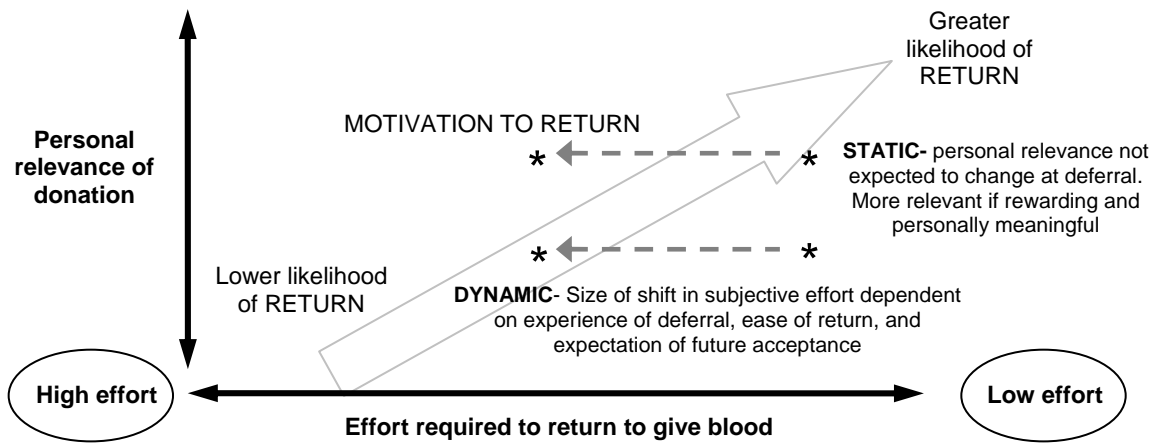 Greater
likelihood of
RETURN
MOTIVATION TO RETURN
Personal
relevance of
donation
* *
STATIC- personal relevance not
expected to change at deferral.
More relevant if rewarding and
personally meaningful
* *
Lower likelihood
of RETURN
DYNAMIC- Size of shift in subjective effort dependent
on experience of deferral, ease of return, and
expectation of future acceptance
High effort
Low effort
Effort required to return to give blood